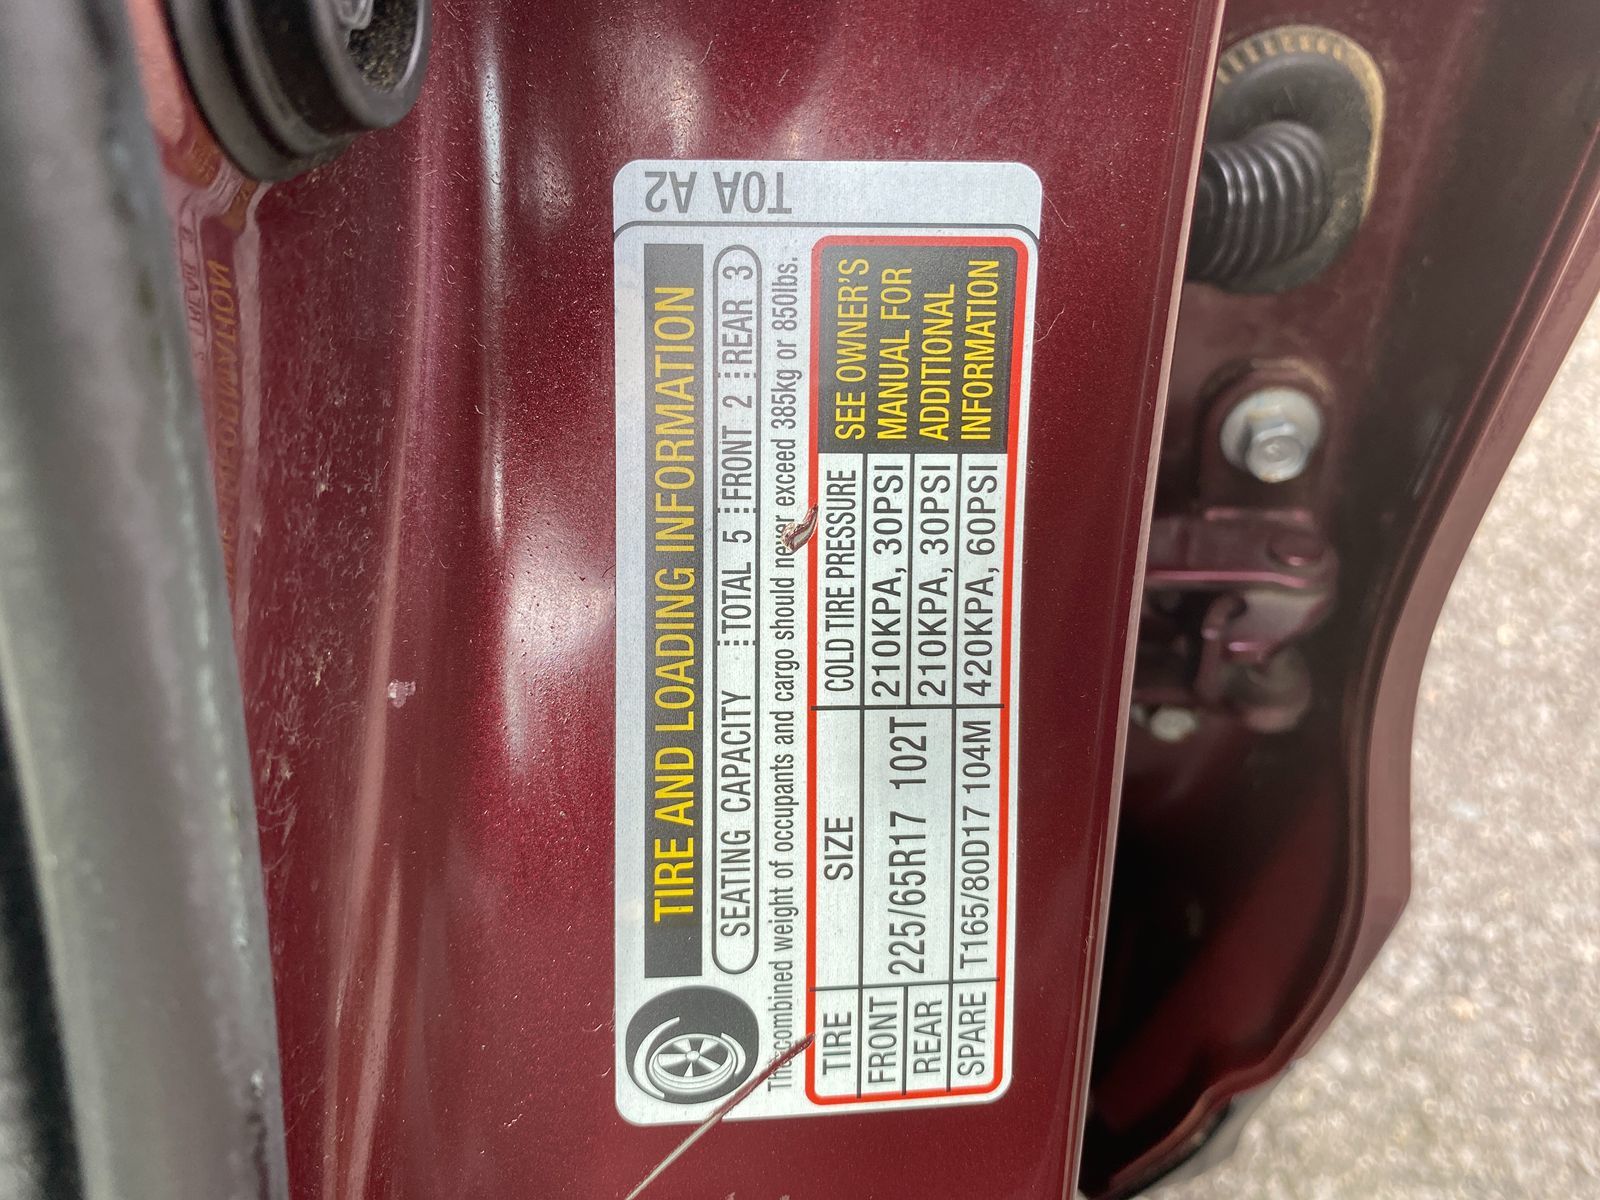 T0A A2
TIRE AND LOADING INFORMATION
SEATING CAPACITY TOTAL 5 FRONT 2 REAR 3
The combined weight of occupants and cargo should never exceed 385kg or 850lbs.
TIRE SIZE COLD TIRE PRESSURE
FRONT 225/65R17 102T 210KPA, 30PSI
REAR 210KPA, 30PSI
SPARE T165/80D17 104M 420KPA, 60PSI
SEE OWNER'S
MANUAL FOR
ADDITIONAL
INFORMATION
INFORMATION